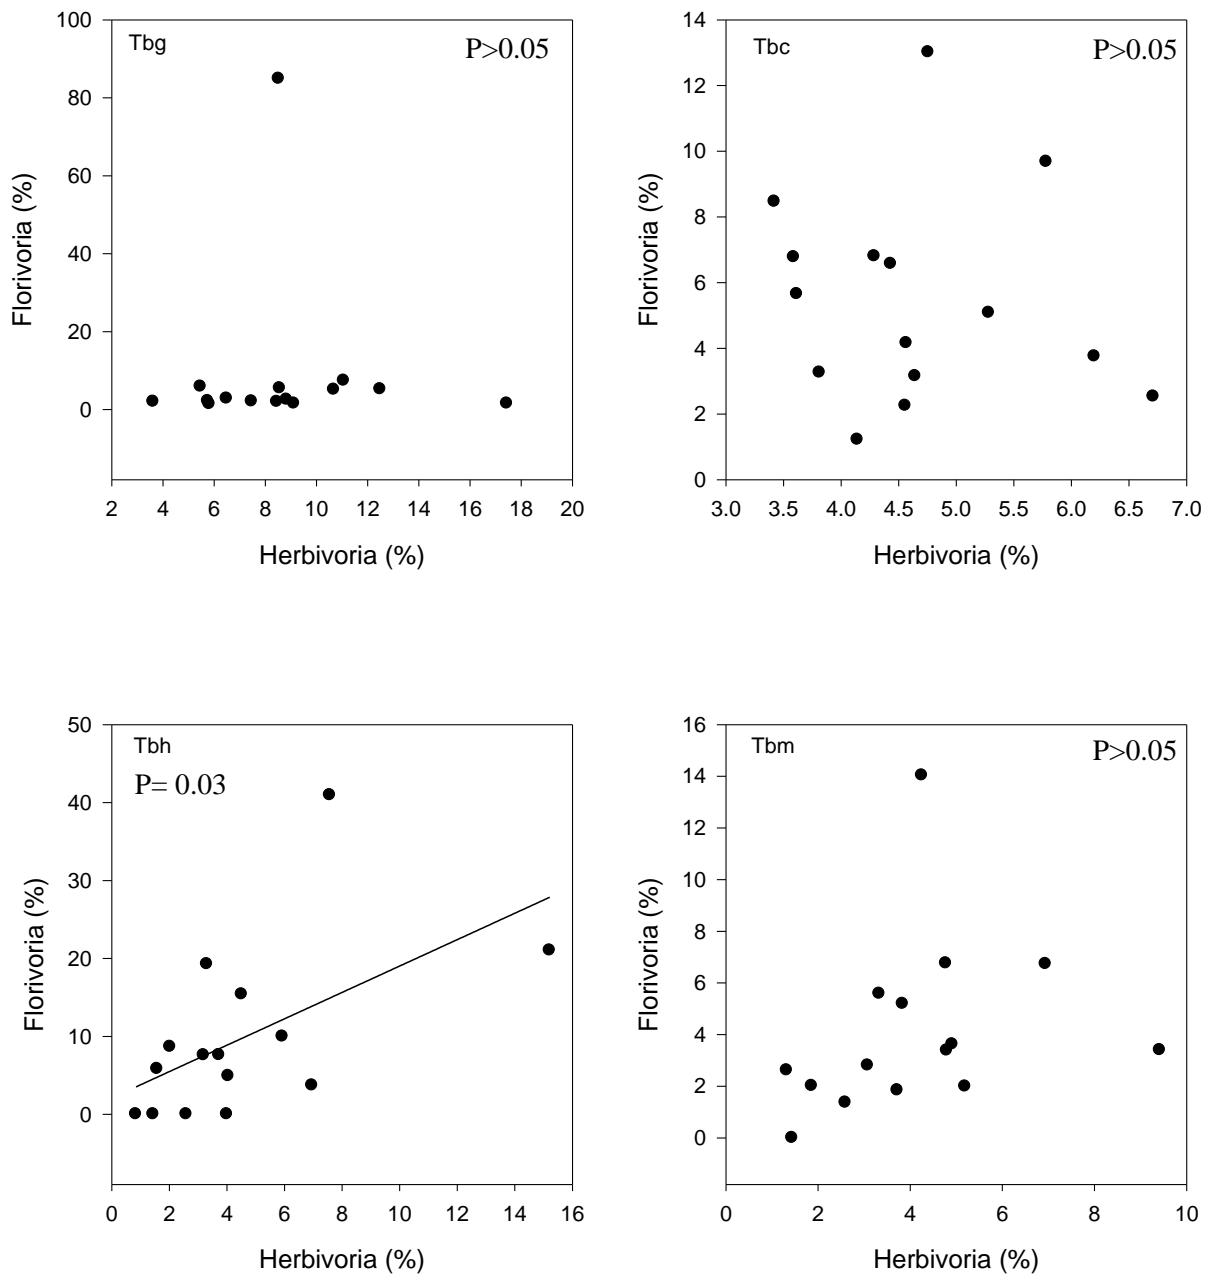 Tbg
P>0.05
100
80
60
40
20
0
Florivoria (%)
2 4 6 8 10 12 14 16 18 20
Herbivoria (%)
Tbc
P>0.05
14
12
10
8
6
4
2
0
Florivoria (%)
3.0 3.5 4.0 4.5 5.0 5.5 6.0 6.5 7.0
Herbivoria (%)
Tbh
P= 0.03
50
40
30
20
10
0
Florivoria (%)
0 2 4 6 8 10 12 14 16
Herbivoria (%)
Tbm
P>0.05
16
14
12
10
8
6
4
2
0
Florivoria (%)
0 2 4 6 8 10
Herbivoria (%)